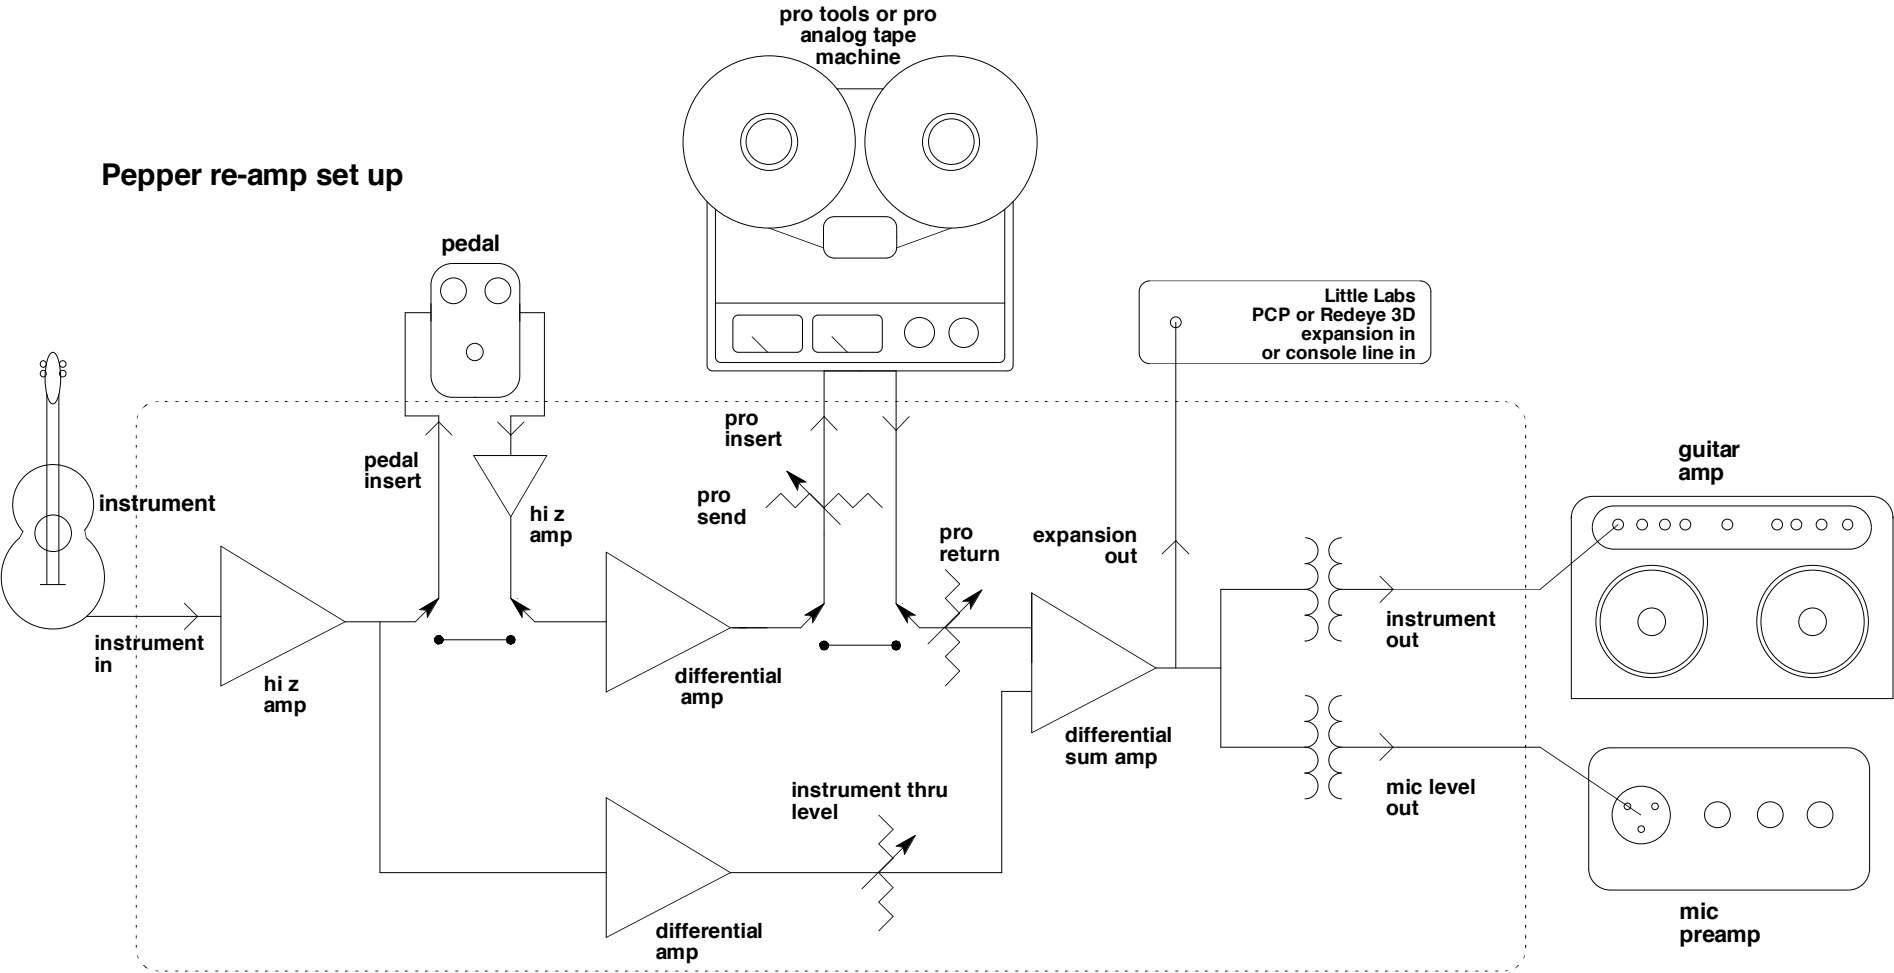 pro tools or pro
analog tape
machine
Pepper re-amp set up
pedal
Little Labs
PCP or Redeye 3D
expansion in
or console line in
pro
insert
pedal
insert
guitar
amp
instrument
pro
send
hi z
amp
pro
return
expansion
out
instrument
in
instrument
out
hi z
amp
differential
amp
differential
sum amp
instrument thru
level
mic level
out
differential
amp
mic
preamp